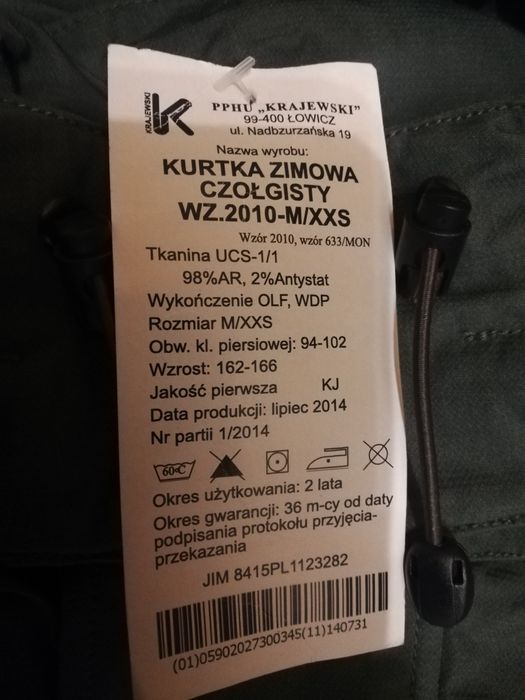 KRAJEWSKI
PPHU „KRAJEWSKI”
99-400 ŁOWICZ
ul. Nadbzurzańska 19
Nazwa wyrobu:
KURTKA ZIMOWA
CZOŁGISTY
WZ.2010-M/XXS
Wzór 2010, wzór 633/MON
Tkanina UCS-1/1
98%AR, 2%Antystat
Wykończenie OLF, WDP
Rozmiar M/XXS
Obw. kl. piersiowej: 94-102
Wzrost: 162-166
Jakość pierwsza KJ
Data produkcji: lipiec 2014
Nr partii 1/2014
60°C
Okres użytkowania: 2 lata
Okres gwarancji: 36 m-cy od daty
podpisania protokołu przyjęcia-
przekazania
JIM 8415PL1123282
(01)05902027300345(11)140731